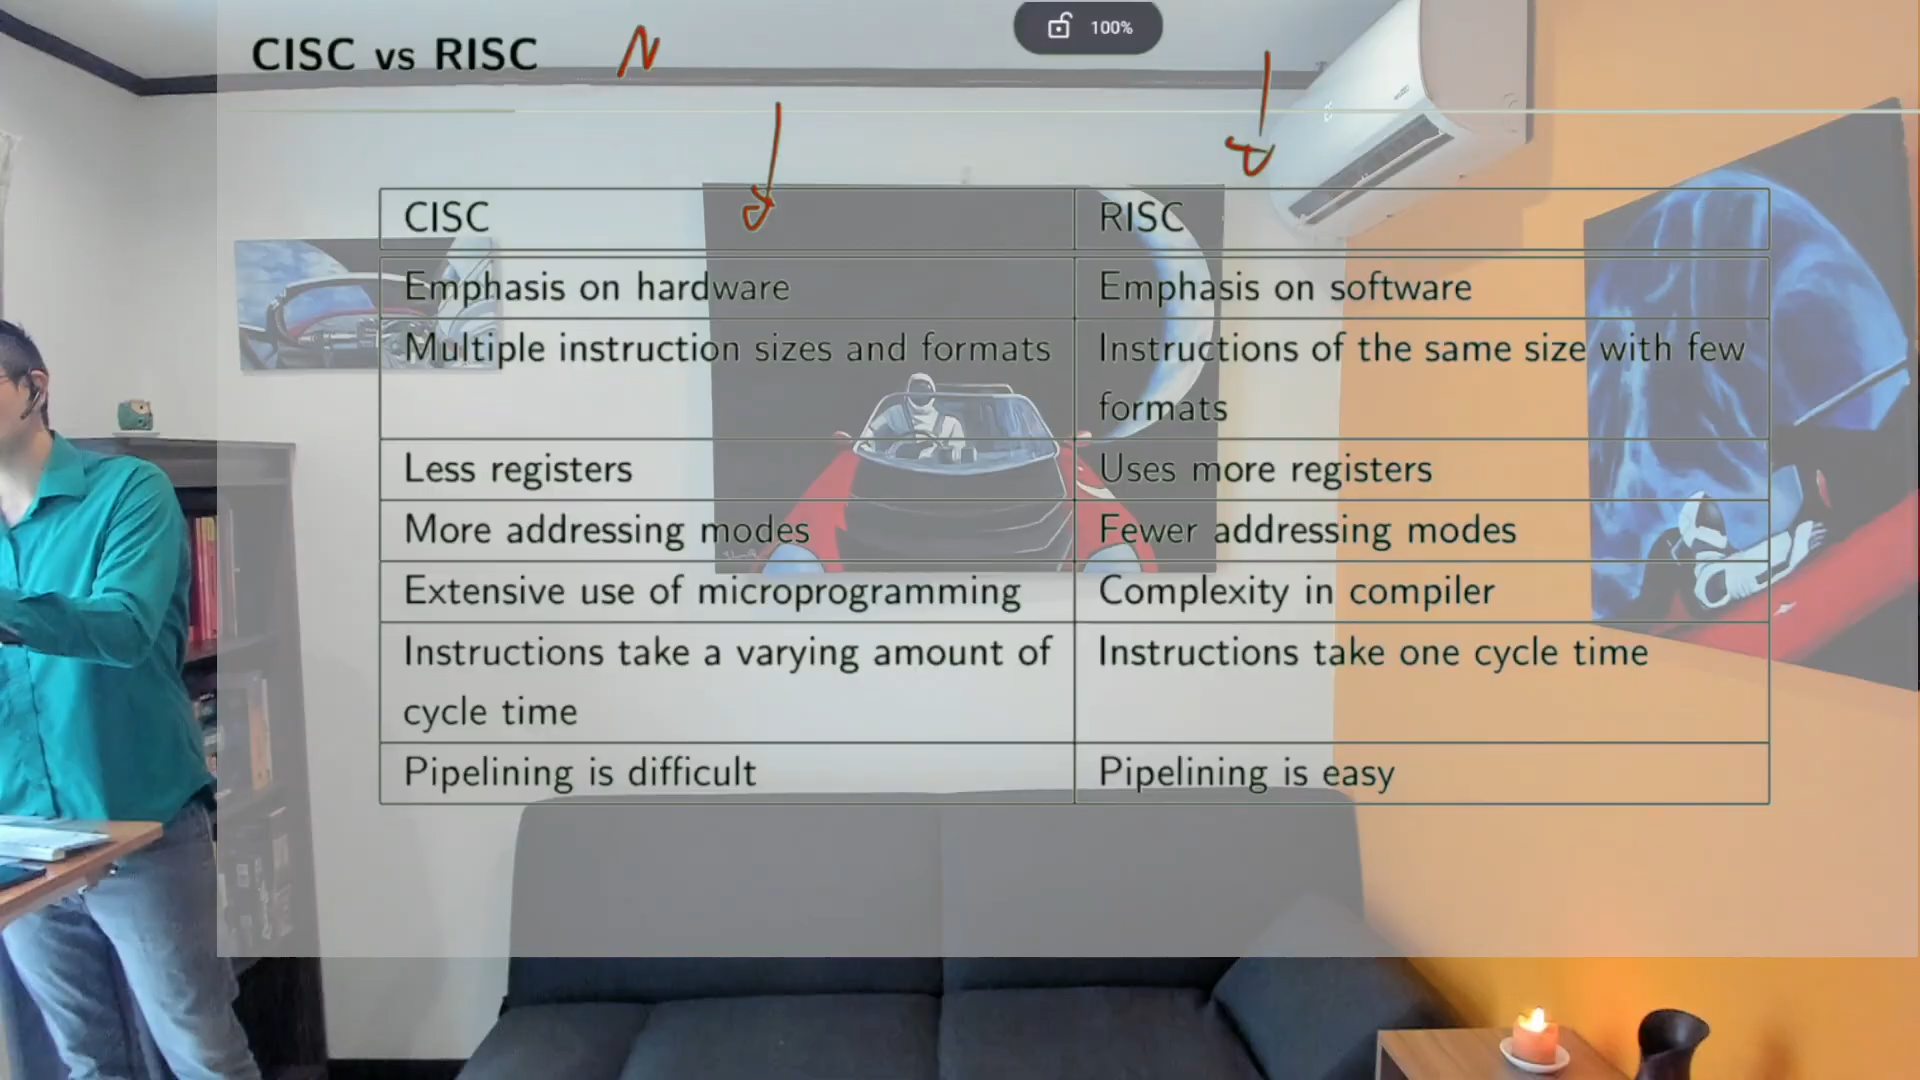 CISC vs RISC N
100%
CISC
RISC
Emphasis on hardware
Emphasis on software
Multiple instruction sizes and formats
Instructions of the same size with few
formats
Less registers
Uses more registers
More addressing modes
Fewer addressing modes
Extensive use of microprogramming
Complexity in compiler
Instructions take a varying amount of
cycle time
Instructions take one cycle time
Pipelining is difficult
Pipelining is easy